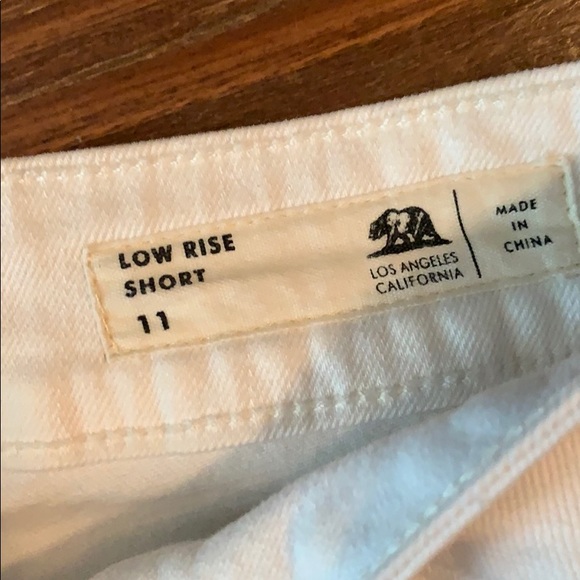 LOW RISE
SHORT
11
LOS ANGELES
CALIFORNIA
MADE
IN
CHINA